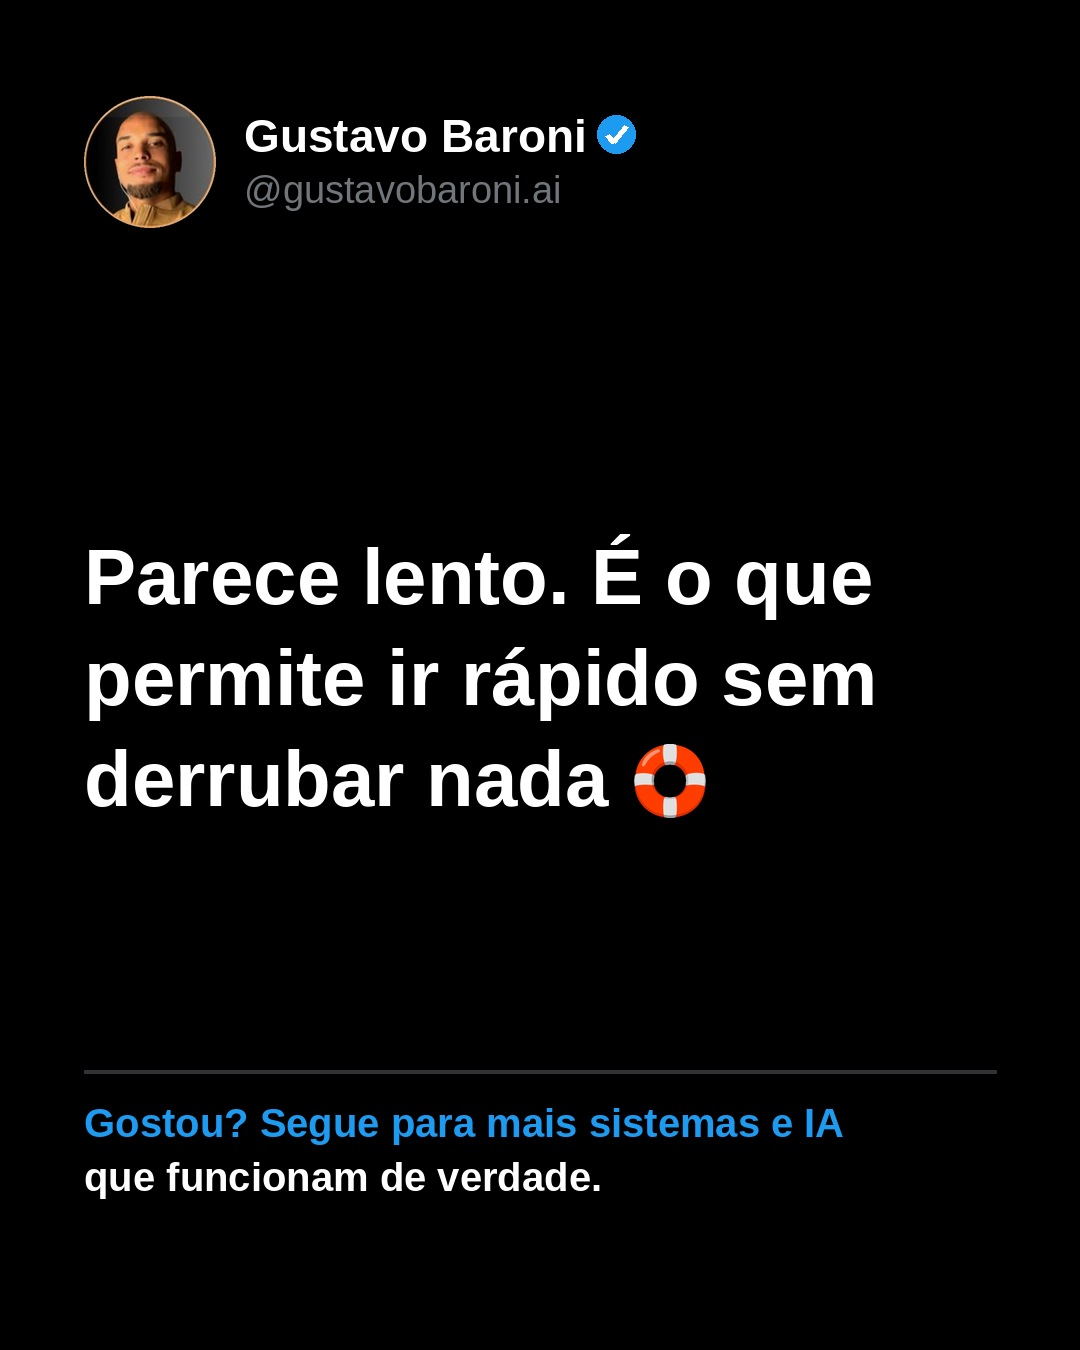 Gustavo Baroni
@gustavobaroni.ai
Parece lento. É o que
permite ir rápido sem
derrubar nada 🛟
Gostou? Segue para mais sistemas e IA
que funcionam de verdade.